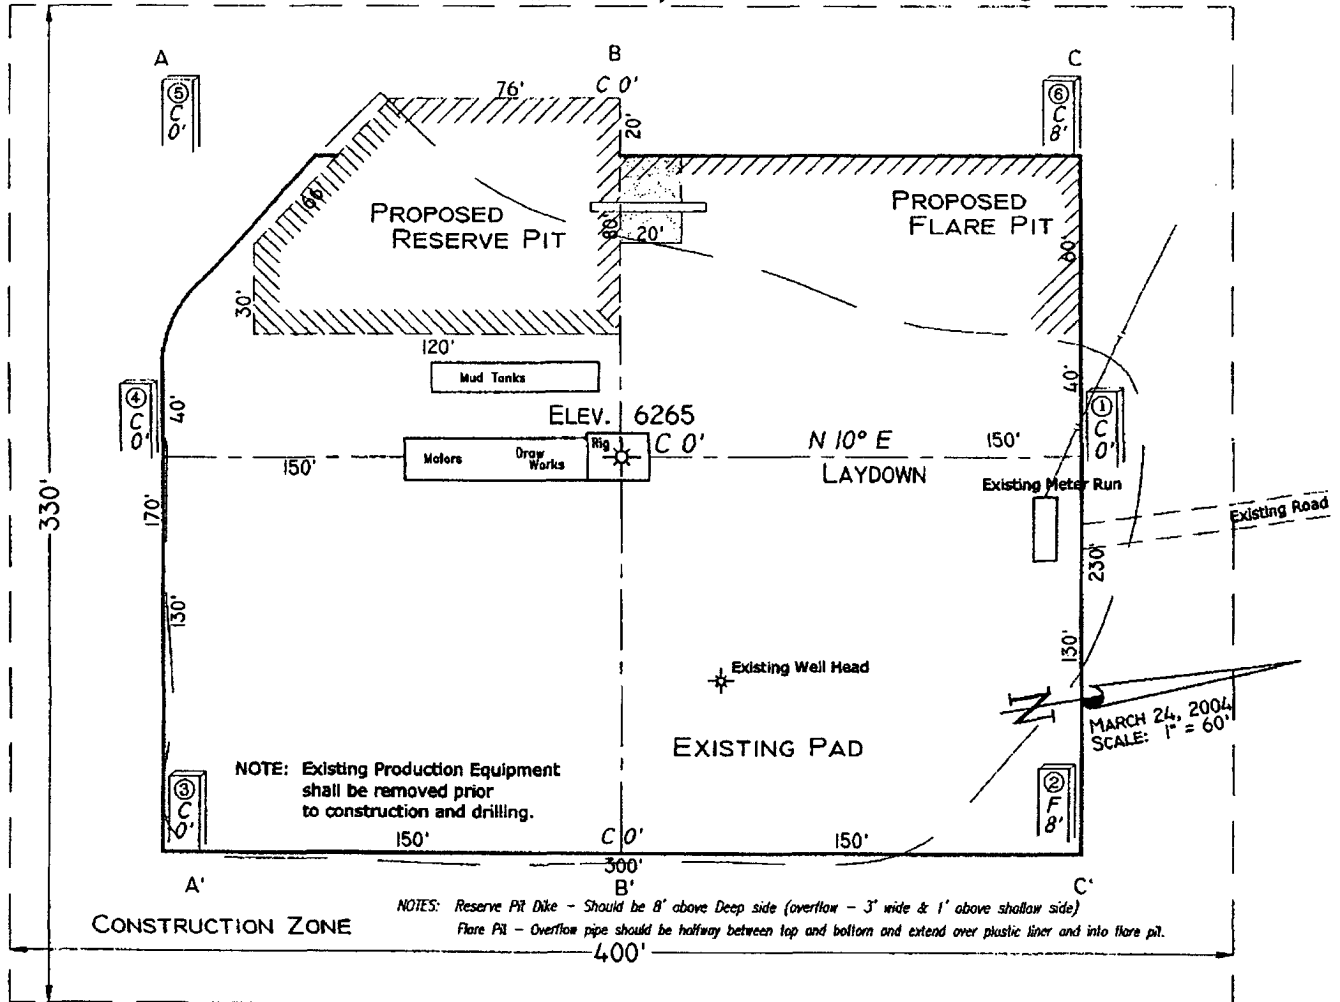 A
B
C
⑤
C
0'
76'
C 0'
20'
⑥
C
8'
66'
PROPOSED
RESERVE PIT
80'
20'
PROPOSED
FLARE PIT
60'
30'
120'
Mud Tanks
④
C
0'
40'
ELEV. 6265
Rig
C 0'
N 10° E
150'
40'
①
C
0'
150'
Motors
Draw
Works
LAYDOWN
Existing Meter Run
330'
170'
Existing Road
230'
130'
130'
Existing Well Head
N
MARCH 24, 2004
SCALE: 1" = 60'
EXISTING PAD
NOTE: Existing Production Equipment
shall be removed prior
to construction and drilling.
③
C
0'
②
F
8'
150'
C 0'
150'
300'
A'
B'
C'
NOTES: Reserve Pit Dike - Should be 8' above Deep side (overflow - 3' wide & 1' above shallow side)
Flare Pit - Overflow pipe should be halfway between top and bottom and extend over plastic liner and into flare pit.
CONSTRUCTION ZONE
400'